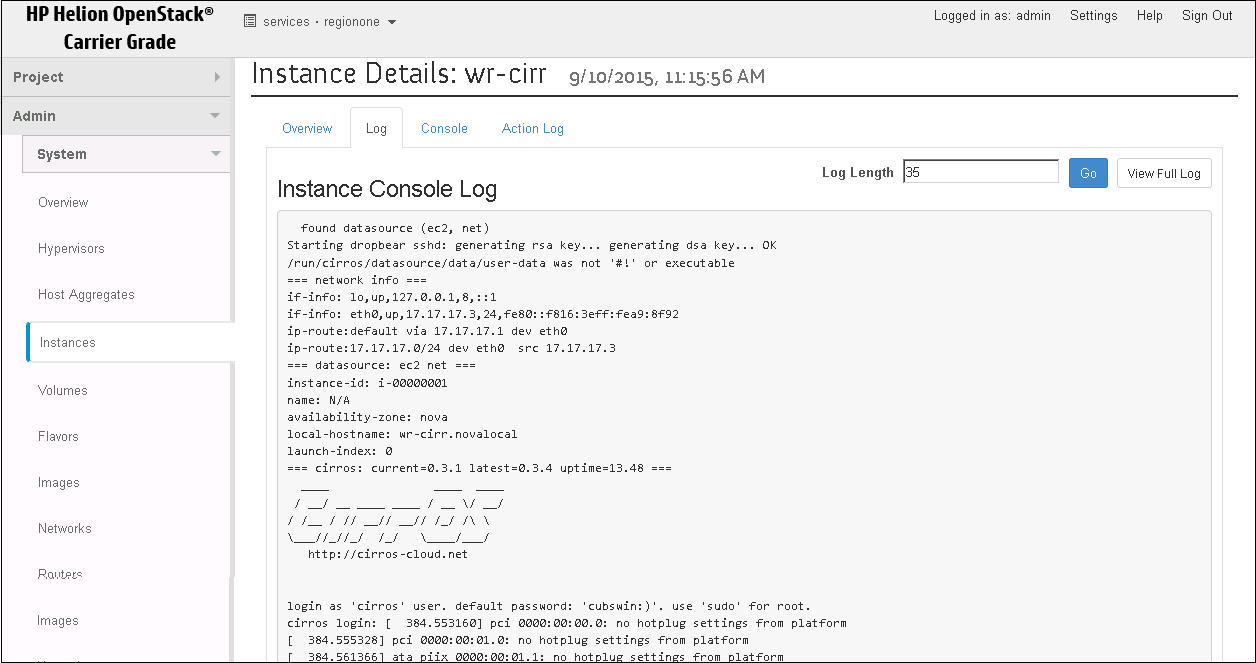 HP Helion OpenStack®
Carrier Grade
services · regionone
Logged in as: admin Settings Help Sign Out
Project
Admin
System
Overview
Hypervisors
Host Aggregates
Instances
Volumes
Flavors
Images
Networks
Routers
Images
Instance Details: wr-cirr 9/10/2015, 11:15:56 AM
Overview Log Console Action Log
Log Length 35 Go View Full Log
Instance Console Log
found datasource (ec2, net)
Starting dropbear sshd: generating rsa key... generating dsa key... OK
/run/cirros/datasource/data/user-data was not '#!' or executable
=== network info ===
if-info: lo,up,127.0.0.1,8,::1
if-info: eth0,up,17.17.17.3,24,fe80::f816:3eff:fea9:8f92
ip-route:default via 17.17.17.1 dev eth0
ip-route:17.17.17.0/24 dev eth0  src 17.17.17.3
=== datasource: ec2 net ===
instance-id: i-00000001
name: N/A
availability-zone: nova
local-hostname: wr-cirr.novalocal
launch-index: 0
=== cirros: current=0.3.1 latest=0.3.4 uptime=13.48 ===
  ____               ____  ____
 / __/ __ ____ ____ / __ \/ __/
/ /__ / // __// __// /_/ /\ \
\___//_//_/  /_/   \____/___/
http://cirros-cloud.net
login as 'cirros' user. default password: 'cubswin:)'. use 'sudo' for root.
cirros login: [  384.553160] pci 0000:00:00.0: no hotplug settings from platform
[  384.555328] pci 0000:00:01.0: no hotplug settings from platform
[  384.561366] ata_piix 0000:00:01.1: no hotplug settings from platform